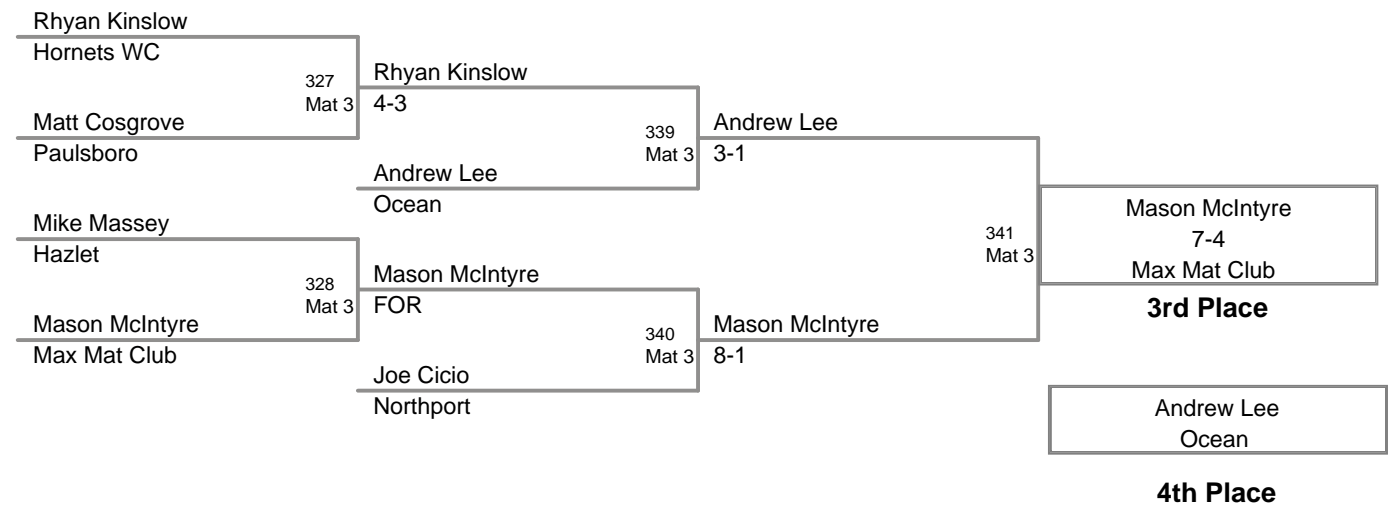 Rhyan Kinslow
Hornets WC
327
Mat 3
Matt Cosgrove
Paulsboro
Rhyan Kinslow
4-3
339
Mat 3
Andrew Lee
Ocean
Mike Massey
Hazlet
328
Mat 3
Mason McIntyre
Max Mat Club
Mason McIntyre
FOR
340
Mat 3
Joe Cicio
Northport
Andrew Lee
3-1
341
Mat 3
Mason McIntyre
8-1
Mason McIntyre
7-4
Max Mat Club
3rd Place
Andrew Lee
Ocean
4th Place